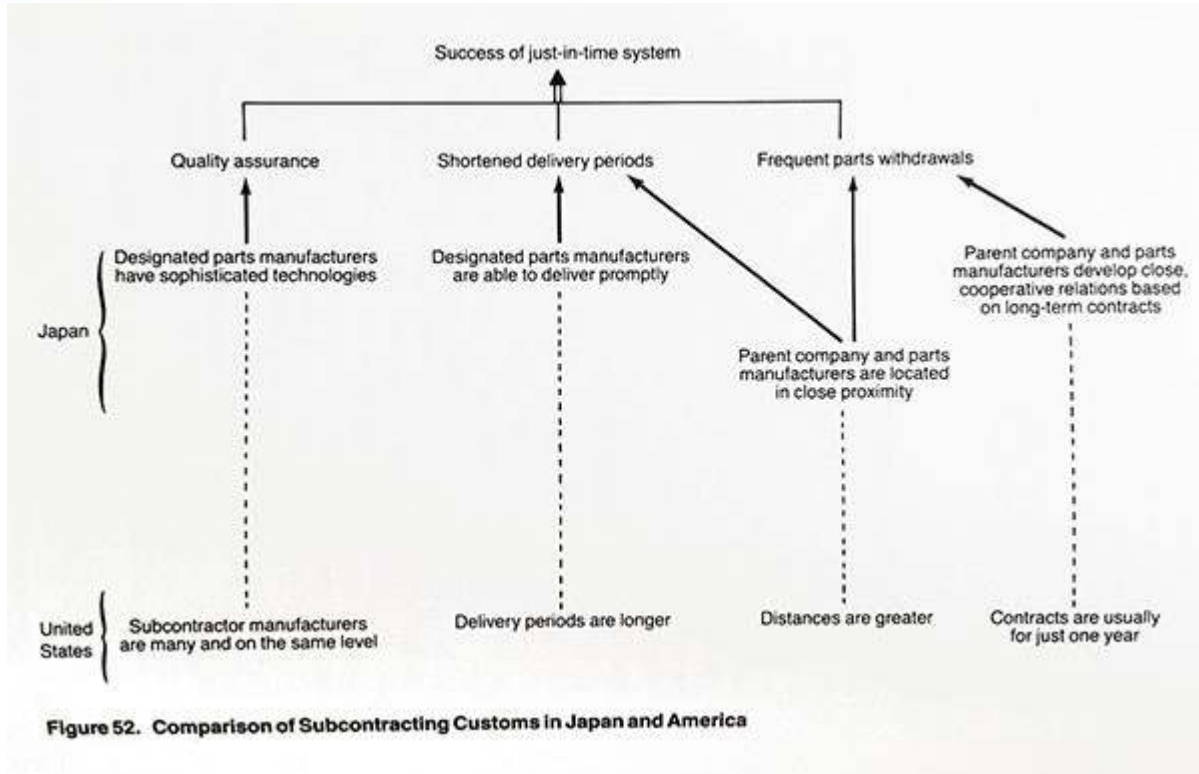 Success of just-in-time system
Quality assurance
Shortened delivery periods
Frequent parts withdrawals
Japan
Designated parts manufacturers
have sophisticated technologies
Designated parts manufacturers
are able to deliver promptly
Parent company and parts
manufacturers are located
in close proximity
Parent company and parts
manufacturers develop close,
cooperative relations based
on long-term contracts
United
States
Subcontractor manufacturers
are many and on the same level
Delivery periods are longer
Distances are greater
Contracts are usually
for just one year
Figure 52. Comparison of Subcontracting Customs in Japan and America